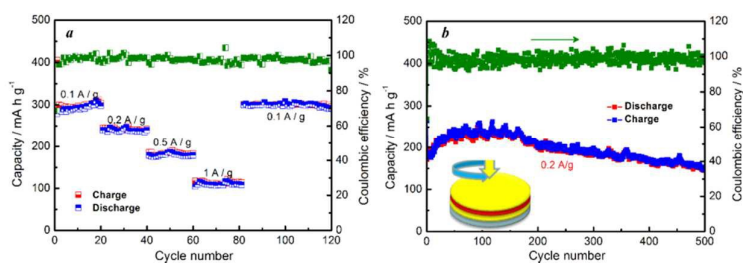 a
Capacity / mA h g⁻¹
500
400
300
200
100
0
0.1 A / g
0.2 A / g
0.5 A / g
1 A / g
0.1 A / g
Charge
Discharge
0 20 40 60 80 100 120
Cycle number
120
100
80
60
40
20
0
Coulombic efficiency / %
b
Capacity / mA h g⁻¹
500
400
300
200
100
0
Discharge
Charge
0.2 A/g
0 100 200 300 400 500
Cycle number
120
100
80
60
40
20
0
Coulombic efficiency / %